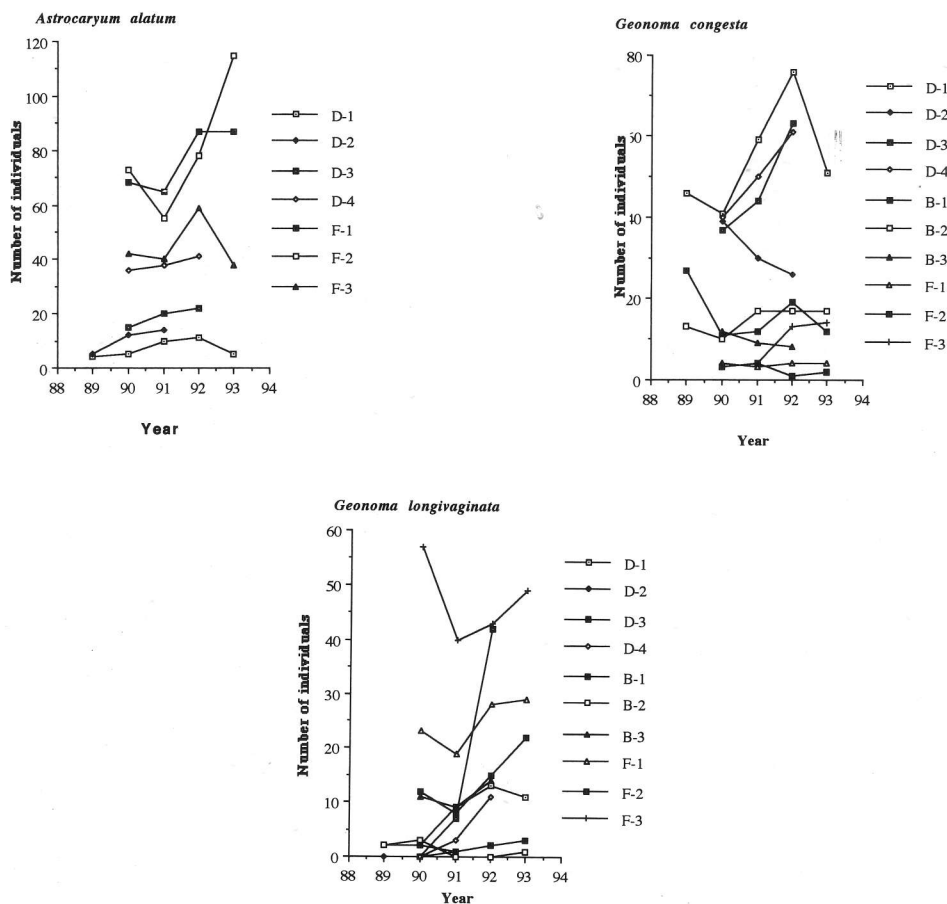 Astrocaryum alatum
120
100
80
60
40
20
0
88 89 90 91 92 93 94
Year
Number of individuals
D-1
D-2
D-3
D-4
F-1
F-2
F-3
Geonoma congesta
80
60
40
20
0
88 89 90 91 92 93 94
Year
Number of individuals
D-1
D-2
D-3
D-4
B-1
B-2
B-3
F-1
F-2
F-3
Geonoma longivaginata
60
50
40
30
20
10
0
88 89 90 91 92 93 94
Year
Number of individuals
D-1
D-2
D-3
D-4
B-1
B-2
B-3
F-1
F-2
F-3